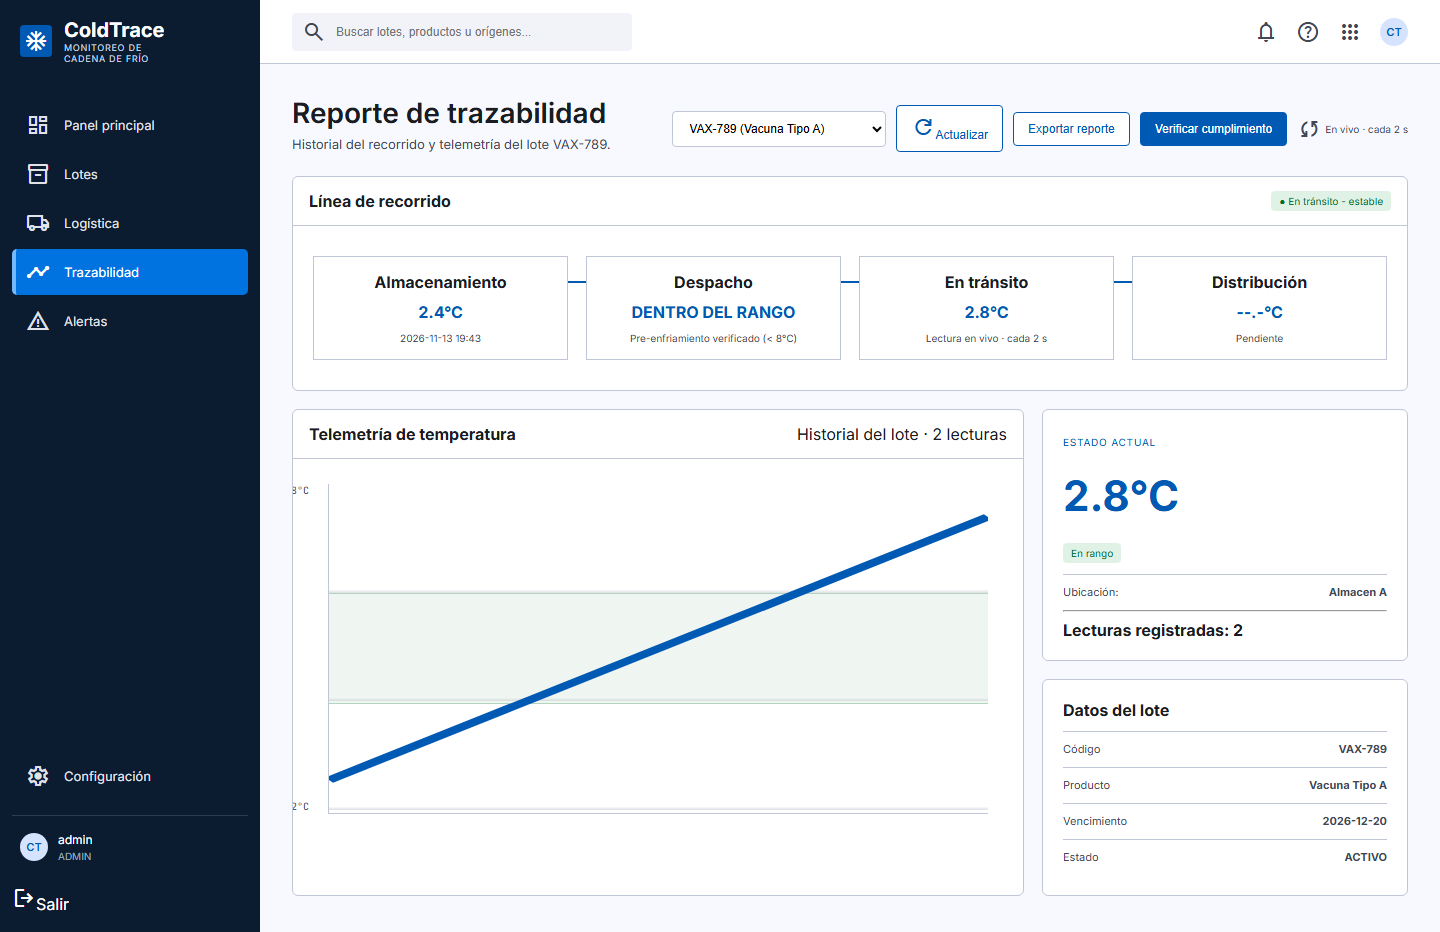 ColdTrace
MONITOREO DE
CADENA DE FRÍO
Panel principal
Lotes
Logística
Trazabilidad
Alertas
Configuración
CT
admin
ADMIN
Salir
Buscar lotes, productos u orígenes...
CT
Reporte de trazabilidad
Historial del recorrido y telemetría del lote VAX-789.
VAX-789 (Vacuna Tipo A)
Actualizar
Exportar reporte
Verificar cumplimiento
En vivo · cada 2 s
Línea de recorrido
● En tránsito - estable
Almacenamiento
2.4°C
2026-11-13 19:43
Despacho
DENTRO DEL RANGO
Pre-enfriamiento verificado (< 8°C)
En tránsito
2.8°C
Lectura en vivo · cada 2 s
Distribución
--.-°C
Pendiente
Telemetría de temperatura
Historial del lote · 2 lecturas
8°C
2°C
ESTADO ACTUAL
2.8°C
En rango
Ubicación: Almacen A
Lecturas registradas: 2
Datos del lote
Código VAX-789
Producto Vacuna Tipo A
Vencimiento 2026-12-20
Estado ACTIVO